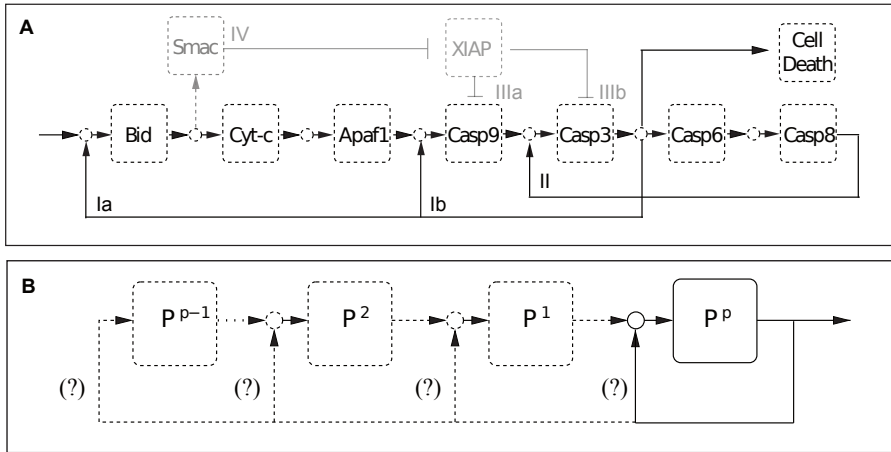 A
Smac IV XIAP Cell
Death
IIIa IIIb
Bid Cyt-c Apaf1 Casp9 Casp3 Casp6 Casp8
Ia Ib II
B
P^{p-1} P^2 P^1 P^p
(?) (?) (?) (?)